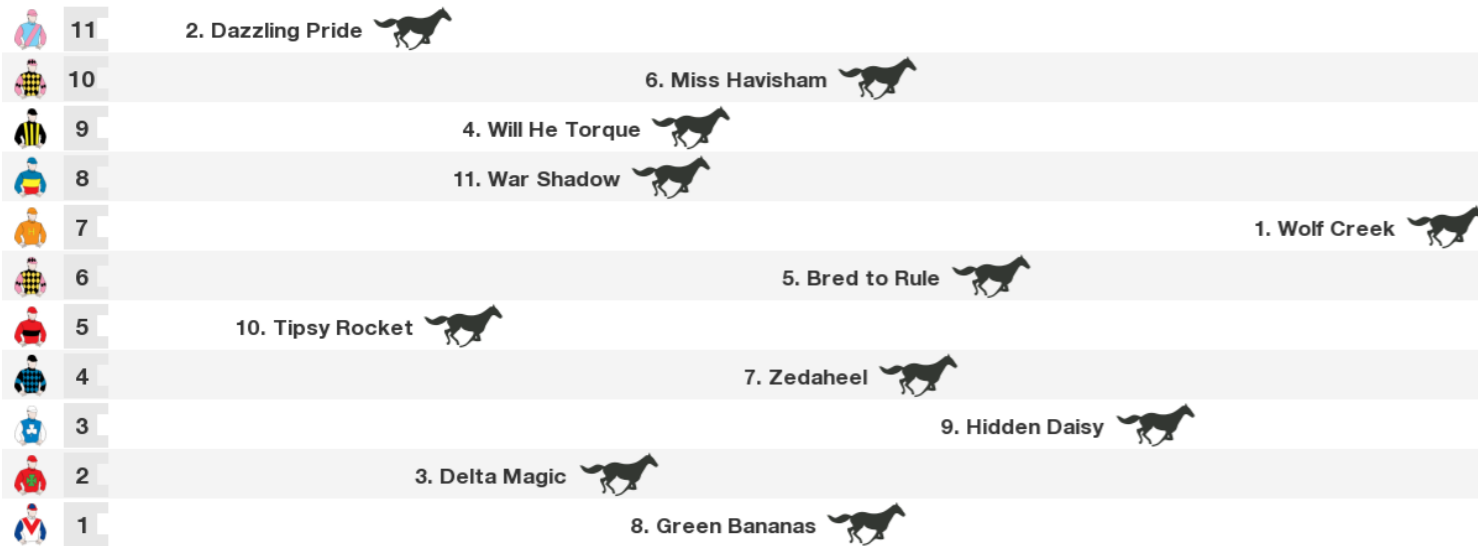 11 2. Dazzling Pride
10 6. Miss Havisham
9 4. Will He Torque
8 11. War Shadow
7 1. Wolf Creek
6 5. Bred to Rule
5 10. Tipsy Rocket
4 7. Zedaheel
3 9. Hidden Daisy
2 3. Delta Magic
1 8. Green Bananas